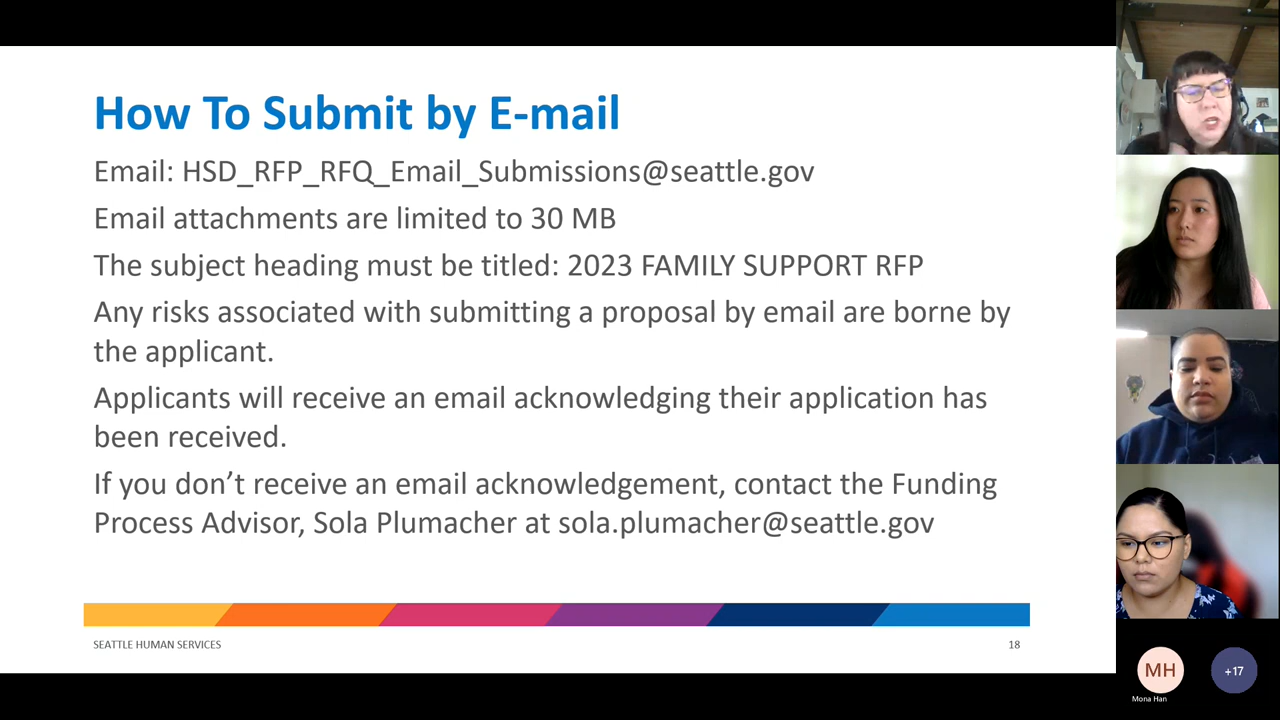 How To Submit by E-mail
Email: HSD_RFP_RFQ_Email_Submissions@seattle.gov
Email attachments are limited to 30 MB
The subject heading must be titled: 2023 FAMILY SUPPORT RFP
Any risks associated with submitting a proposal by email are borne by
the applicant.
Applicants will receive an email acknowledging their application has
been received.
If you don’t receive an email acknowledgement, contact the Funding
Process Advisor, Sola Plumacher at sola.plumacher@seattle.gov
SEATTLE HUMAN SERVICES
18
MH
+17
Mona Han